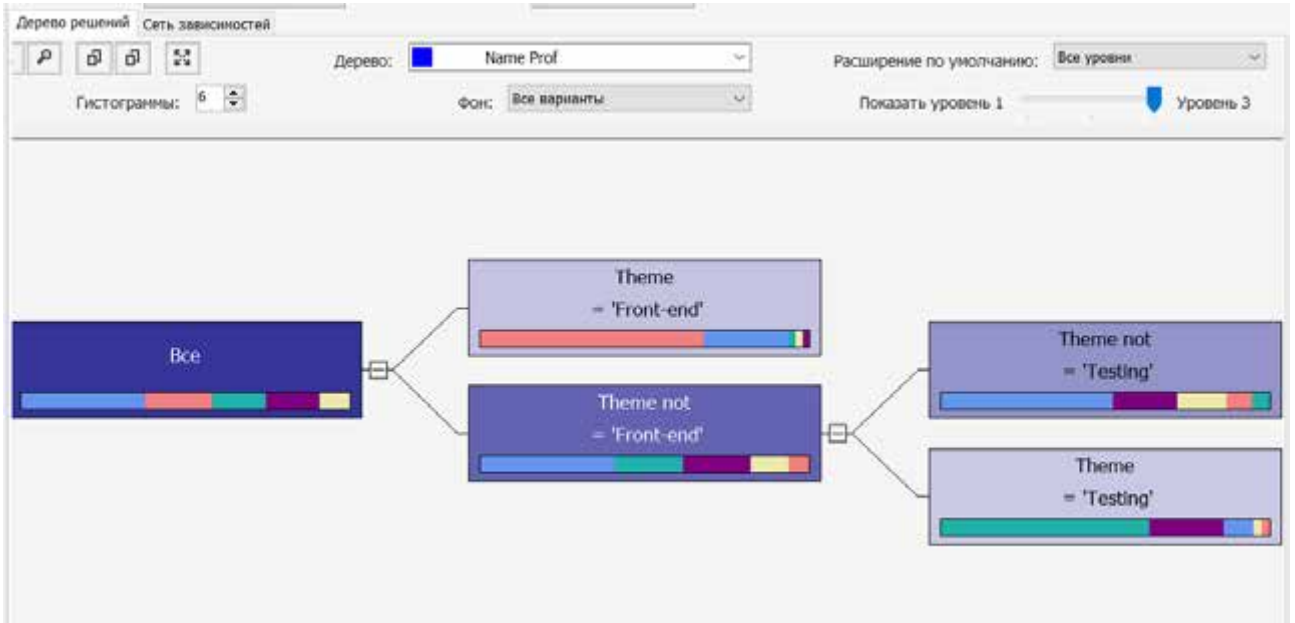 Дерево решений Сеть зависимостей
Дерево: Name Prof Расширение по умолчанию: Все уровни
Гистограммы: 6 Фон: Все варианты Показать уровень 1 Уровень 3
Все
Theme
= 'Front-end'
Theme not
= 'Front-end'
Theme not
= 'Testing'
Theme
= 'Testing'